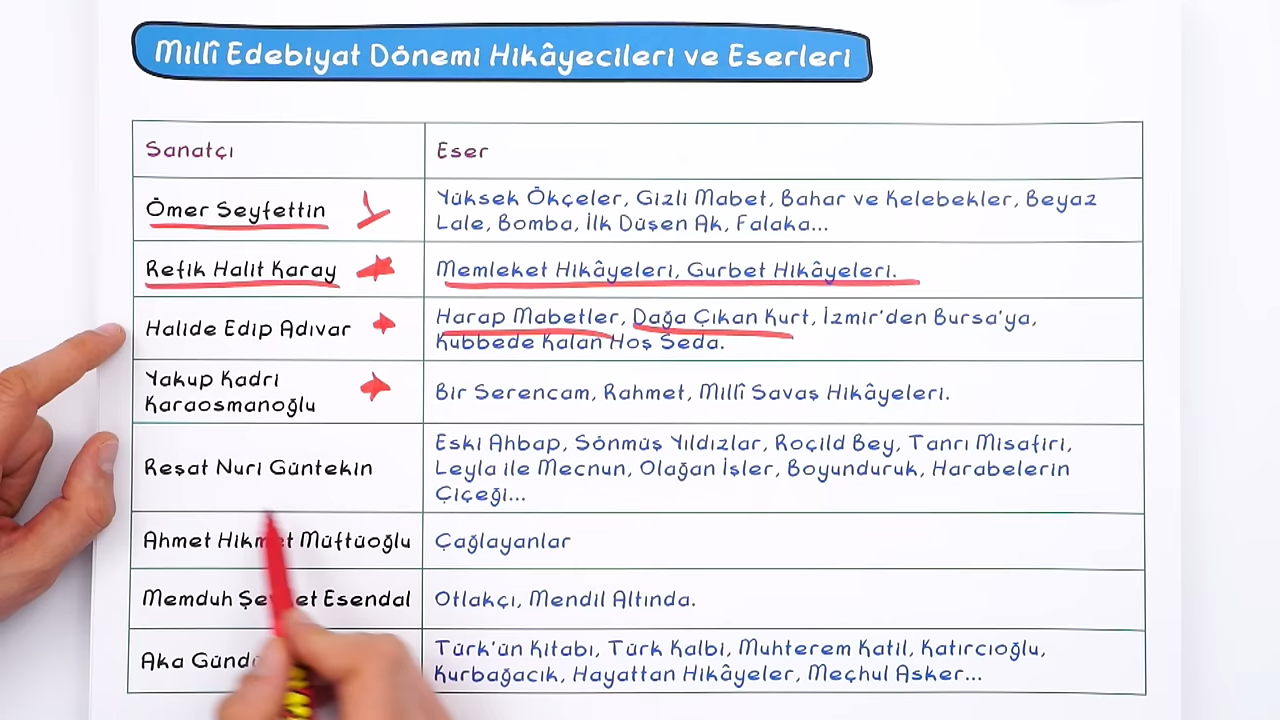 Millî Edebiyat Dönemi Hikâyecileri ve Eserleri
Sanatçı
Eser
Ömer Seyfettin
Yüksek Ökçeler, Gizli Mabet, Bahar ve Kelebekler, Beyaz
Lale, Bomba, İlk Düşen Ak, Falaka...
Refik Halit Karay
Memleket Hikâyeleri, Gurbet Hikâyeleri.
Halide Edip Adıvar
Harap Mabetler, Dağa Çıkan Kurt, İzmir'den Bursa'ya,
Kubbede Kalan Hoş Seda.
Yakup Kadri
Karaosmanoğlu
Bir Serencam, Rahmet, Millî Savaş Hikâyeleri.
Reşat Nuri Güntekin
Eski Ahbap, Sönmüş Yıldızlar, Roçild Bey, Tanrı Misafiri,
Leyla ile Mecnun, Olağan İşler, Boyunduruk, Harabelerin
Çiçeği...
Ahmet Hikmet Müftüoğlu
Çağlayanlar
Memduh Esendal
Otlakçı, Mendil Altında.
Aka
Türk'ün Kitabı, Türk Kalbi, Muhterem Katil, Katırcıoğlu,
Kurbağacık, Hayattan Hikâyeler, Meçhul Asker...